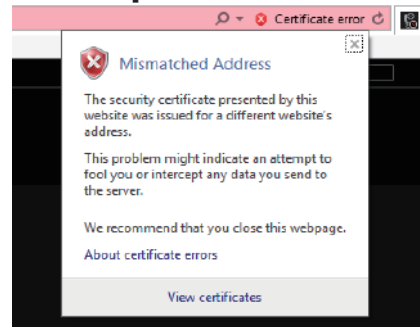 Certificate error
Mismatched Address
The security certificate presented by this
website was issued for a different website's
address.
This problem might indicate an attempt to
fool you or intercept any data you send to
the server.
We recommend that you close this webpage.
About certificate errors
View certificates